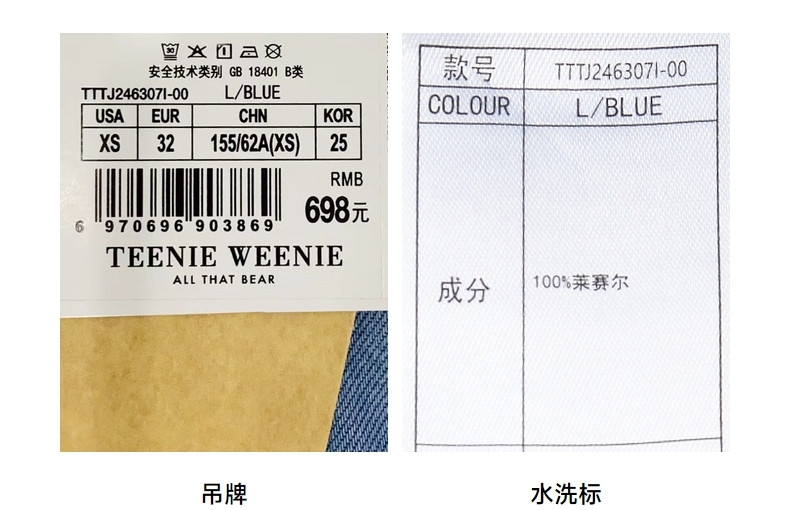 安全技术类别 GB 18401 B类
TTTJ246307I-00 L/BLUE
USA EUR CHN KOR
XS 32 155/62A(XS) 25
RMB
698元
6 970696 903869
TEENIE WEENIE
ALL THAT BEAR
吊牌
款号 TTTJ246307I-00
COLOUR L/BLUE
成分 100%莱赛尔
水洗标